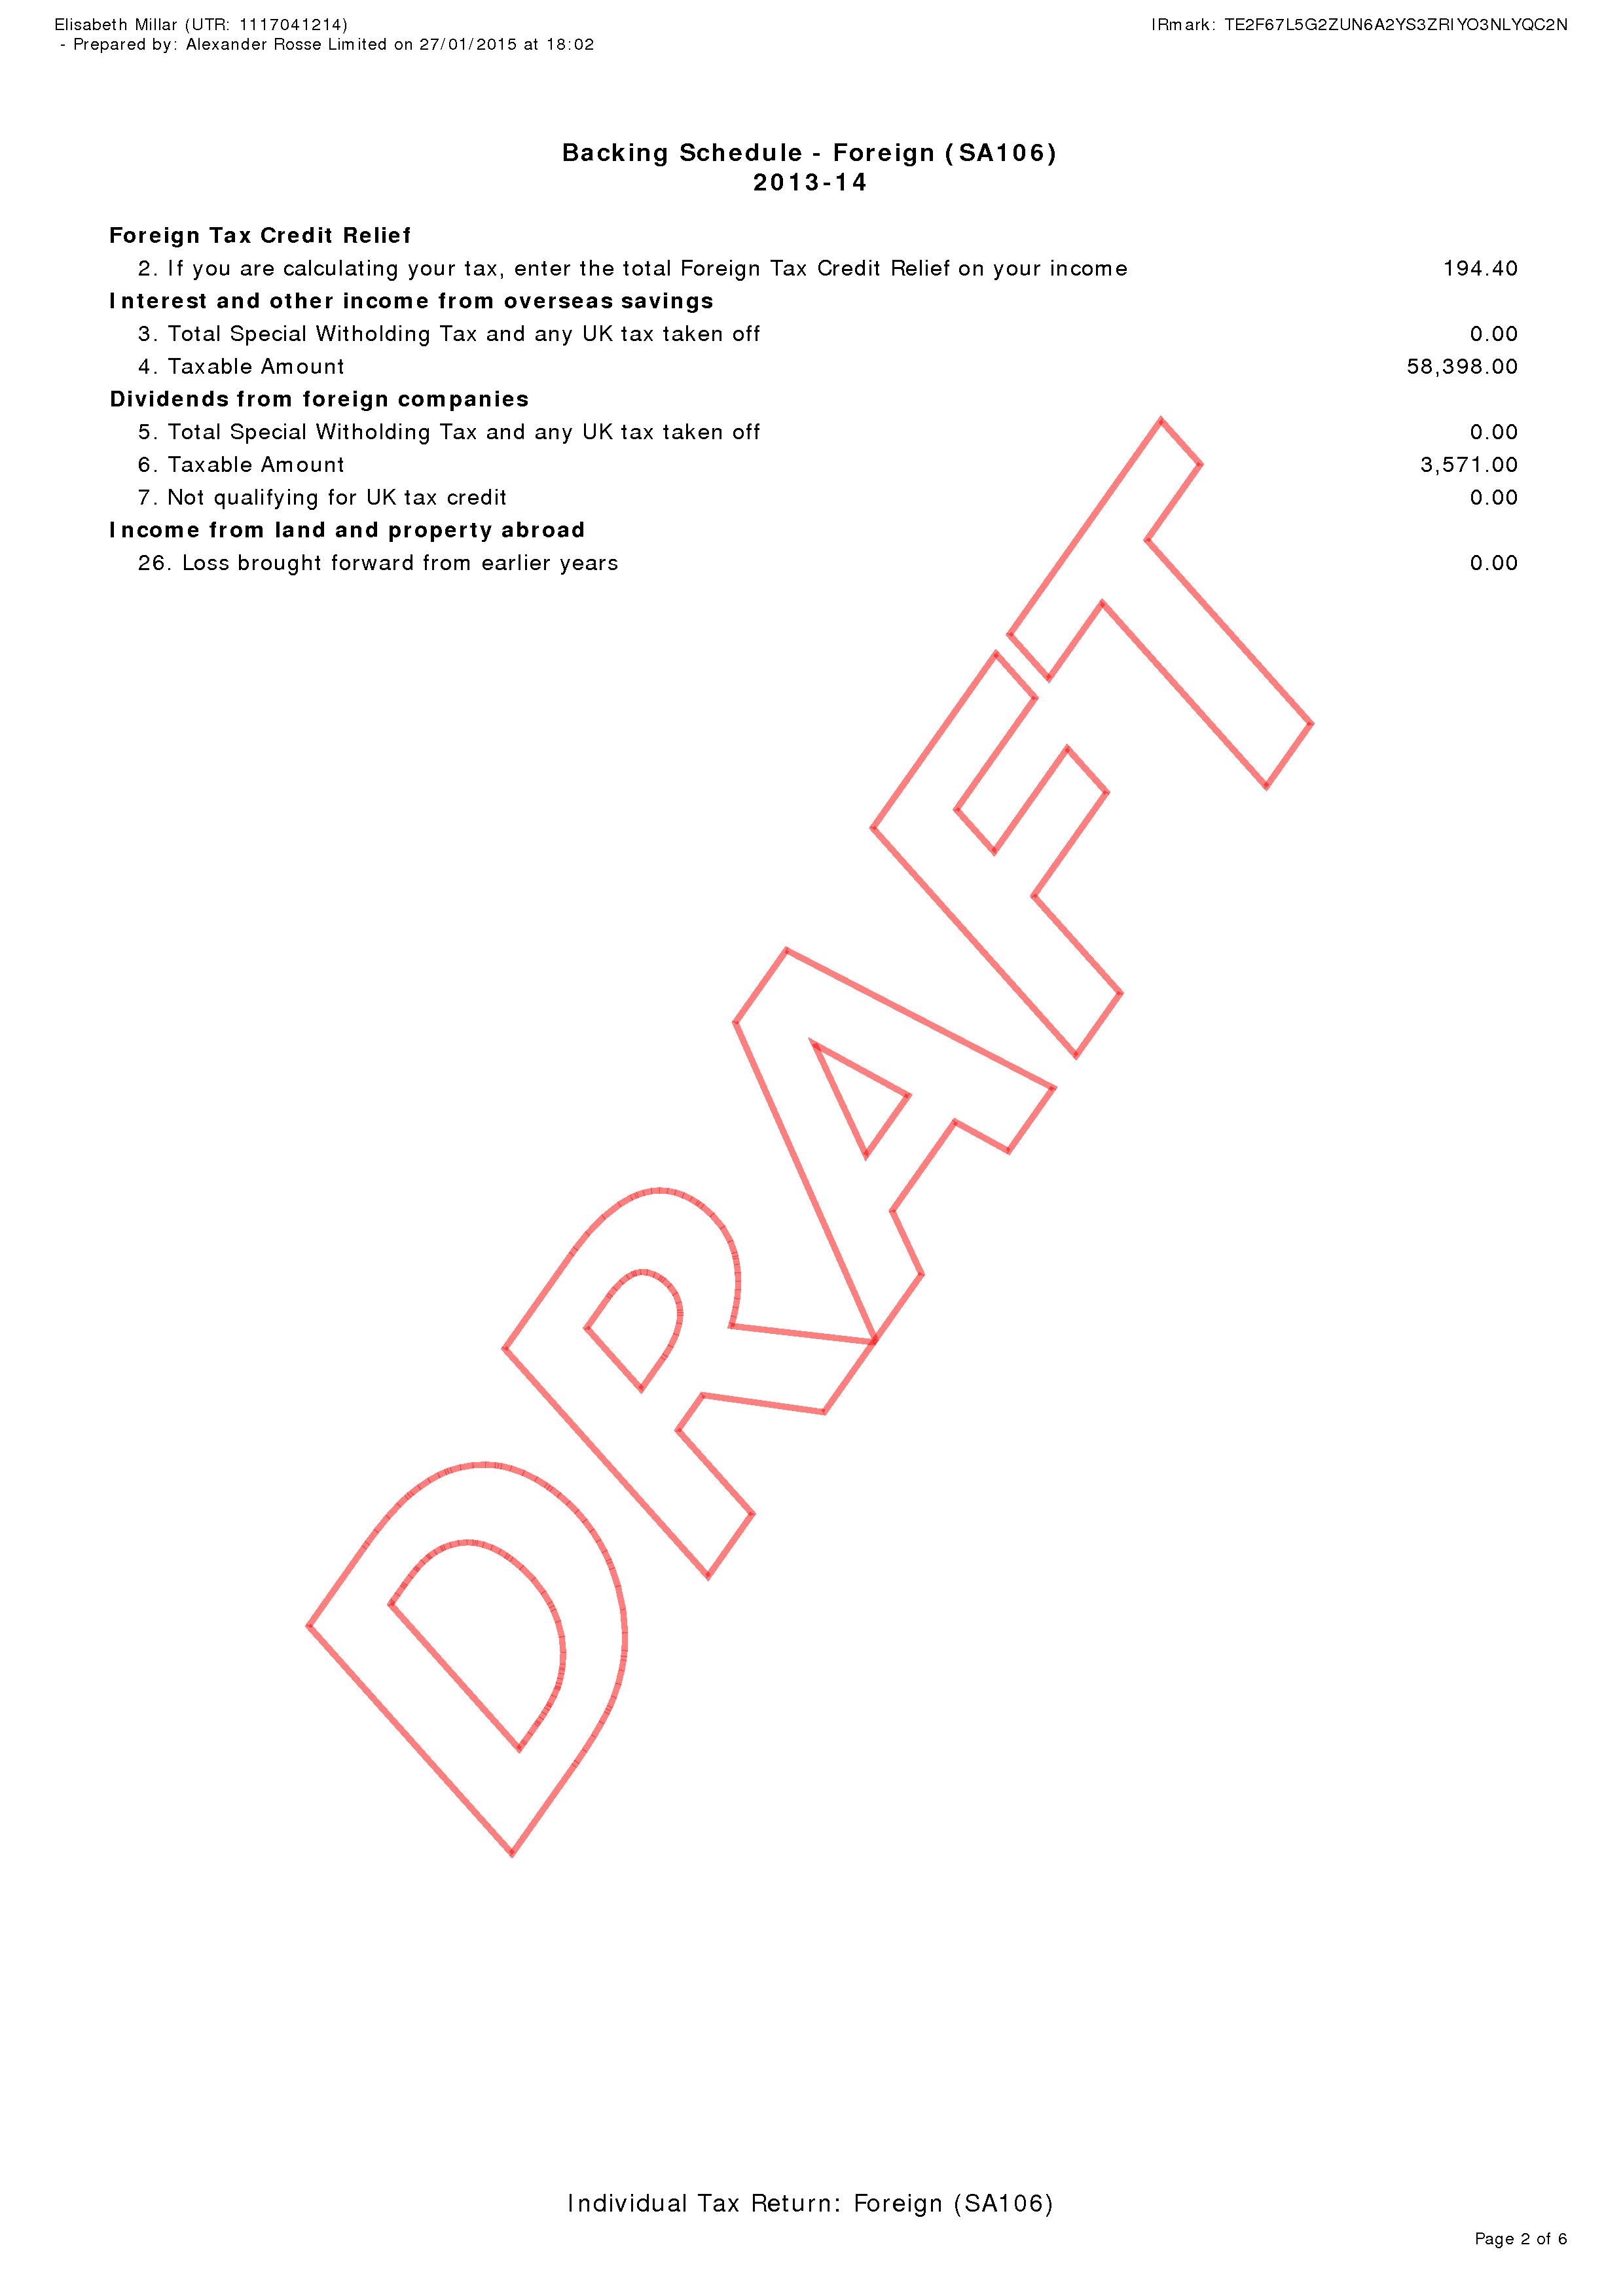 Elisabeth Millar (UTR: 1117041214)
- Prepared by: Alexander Rosse Limited on 27/01/2015 at 18:02
IRmark: TE2F67L5G2ZUN6A2YS3ZRIYO3NLYQC2N
Backing Schedule - Foreign (SA106)
2013-14
Foreign Tax Credit Relief
2. If you are calculating your tax, enter the total Foreign Tax Credit Relief on your income 194.40
Interest and other income from overseas savings
3. Total Special Witholding Tax and any UK tax taken off 0.00
4. Taxable Amount 58,398.00
Dividends from foreign companies
5. Total Special Witholding Tax and any UK tax taken off 0.00
6. Taxable Amount 3,571.00
7. Not qualifying for UK tax credit 0.00
Income from land and property abroad
26. Loss brought forward from earlier years 0.00
DRAFT
Individual Tax Return: Foreign (SA106)
Page 2 of 6